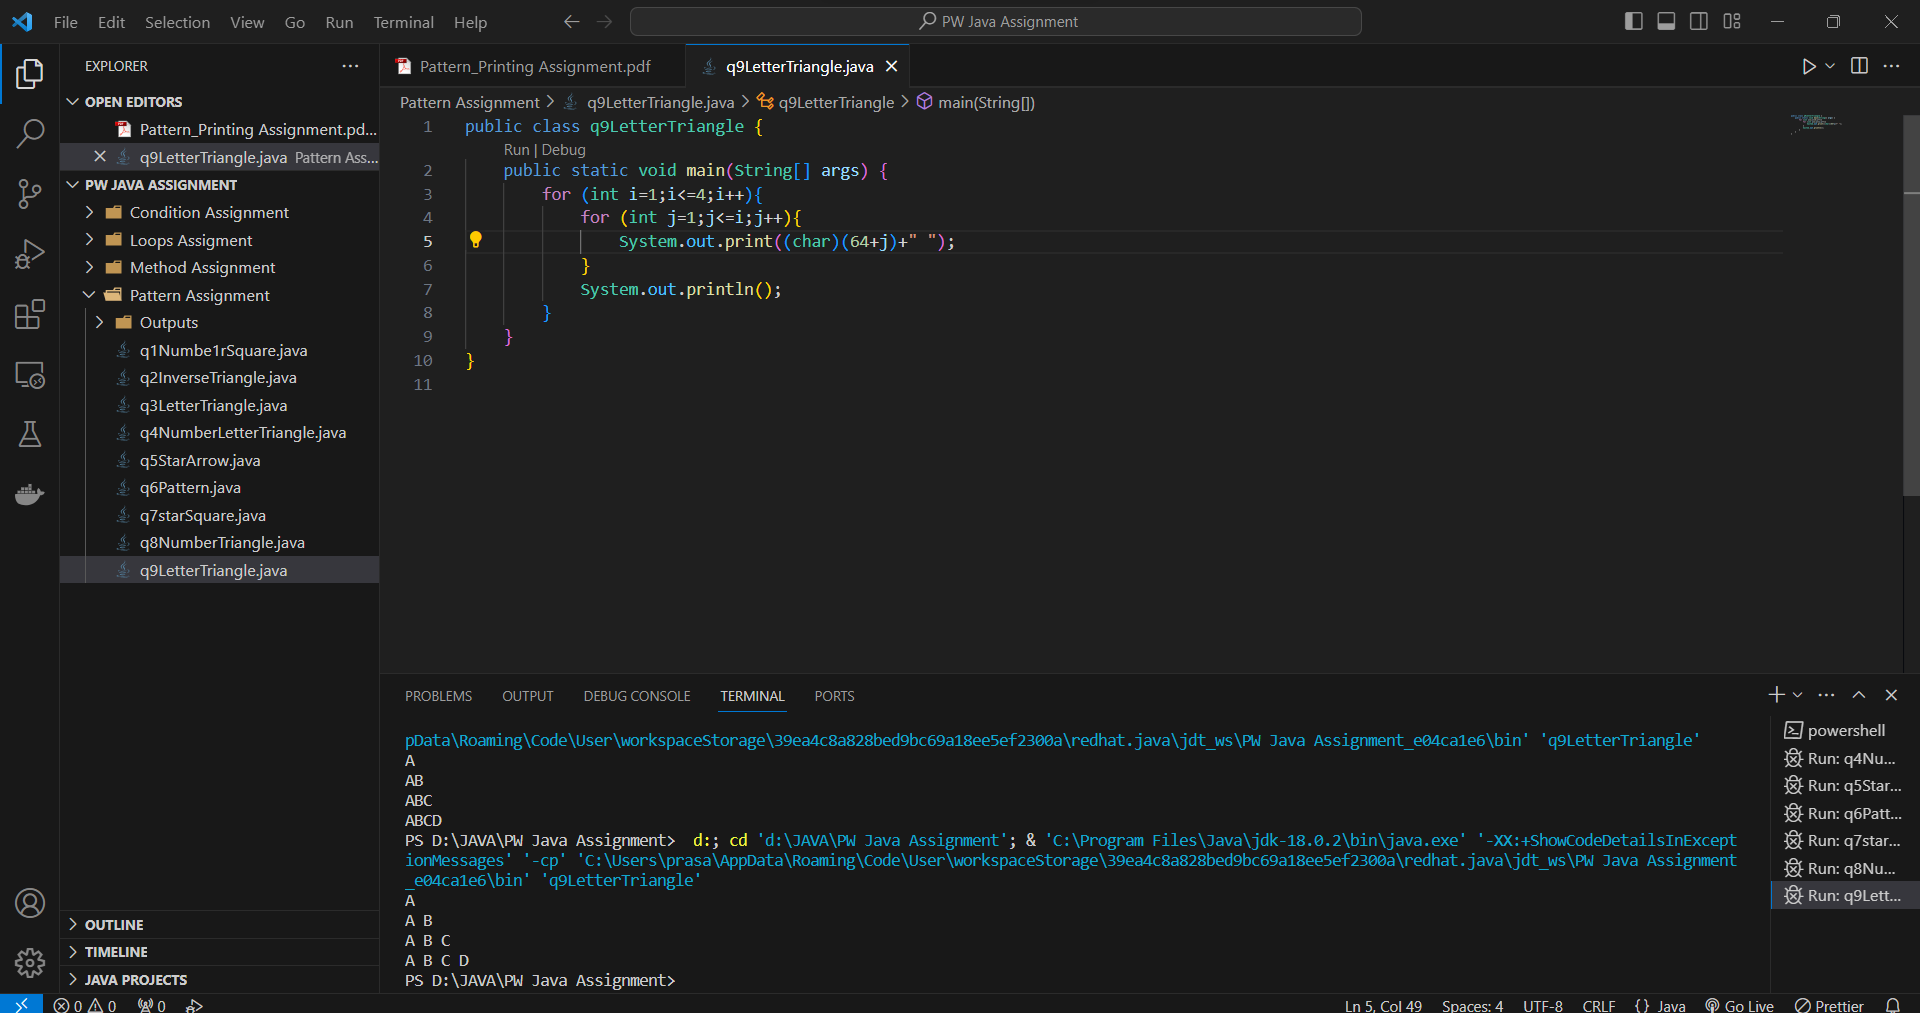 File Edit Selection View Go Run Terminal Help
PW Java Assignment
EXPLORER
OPEN EDITORS
Pattern_Printing Assignment.pd...
q9LetterTriangle.java Pattern Ass...
PW JAVA ASSIGNMENT
Condition Assignment
Loops Assigment
Method Assignment
Pattern Assignment
Outputs
q1Numbe1rSquare.java
q2InverseTriangle.java
q3LetterTriangle.java
q4NumberLetterTriangle.java
q5StarArrow.java
q6Pattern.java
q7starSquare.java
q8NumberTriangle.java
q9LetterTriangle.java
OUTLINE
TIMELINE
JAVA PROJECTS
Pattern_Printing Assignment.pdf
q9LetterTriangle.java
Pattern Assignment > q9LetterTriangle.java > q9LetterTriangle > main(String[])
1 public class q9LetterTriangle {
Run | Debug
2 public static void main(String[] args) {
3 for (int i=1;i<=4;i++){
4 for (int j=1;j<=i;j++){
5 System.out.print((char)(64+j)+" ");
6 }
7 System.out.println();
8 }
9 }
10 }
11
PROBLEMS OUTPUT DEBUG CONSOLE TERMINAL PORTS
pData\Roaming\Code\User\workspaceStorage\39ea4c8a828bed9bc69a18ee5ef2300a\redhat.java\jdt_ws\PW Java Assignment_e04ca1e6\bin' 'q9LetterTriangle'
A
AB
ABC
ABCD
PS D:\JAVA\PW Java Assignment>  d:; cd 'd:\JAVA\PW Java Assignment'; & 'C:\Program Files\Java\jdk-18.0.2\bin\java.exe' '-XX:+ShowCodeDetailsInExcept
ionMessages' '-cp' 'C:\Users\prasa\AppData\Roaming\Code\User\workspaceStorage\39ea4c8a828bed9bc69a18ee5ef2300a\redhat.java\jdt_ws\PW Java Assignment
_e04ca1e6\bin' 'q9LetterTriangle'
A
A B
A B C
A B C D
PS D:\JAVA\PW Java Assignment>
powershell
Run: q4Nu...
Run: q5Star...
Run: q6Patt...
Run: q7star...
Run: q8Nu...
Run: q9Lett...
0 0 0
Ln 5, Col 49 Spaces: 4 UTF-8 CRLF {} Java Go Live Prettier